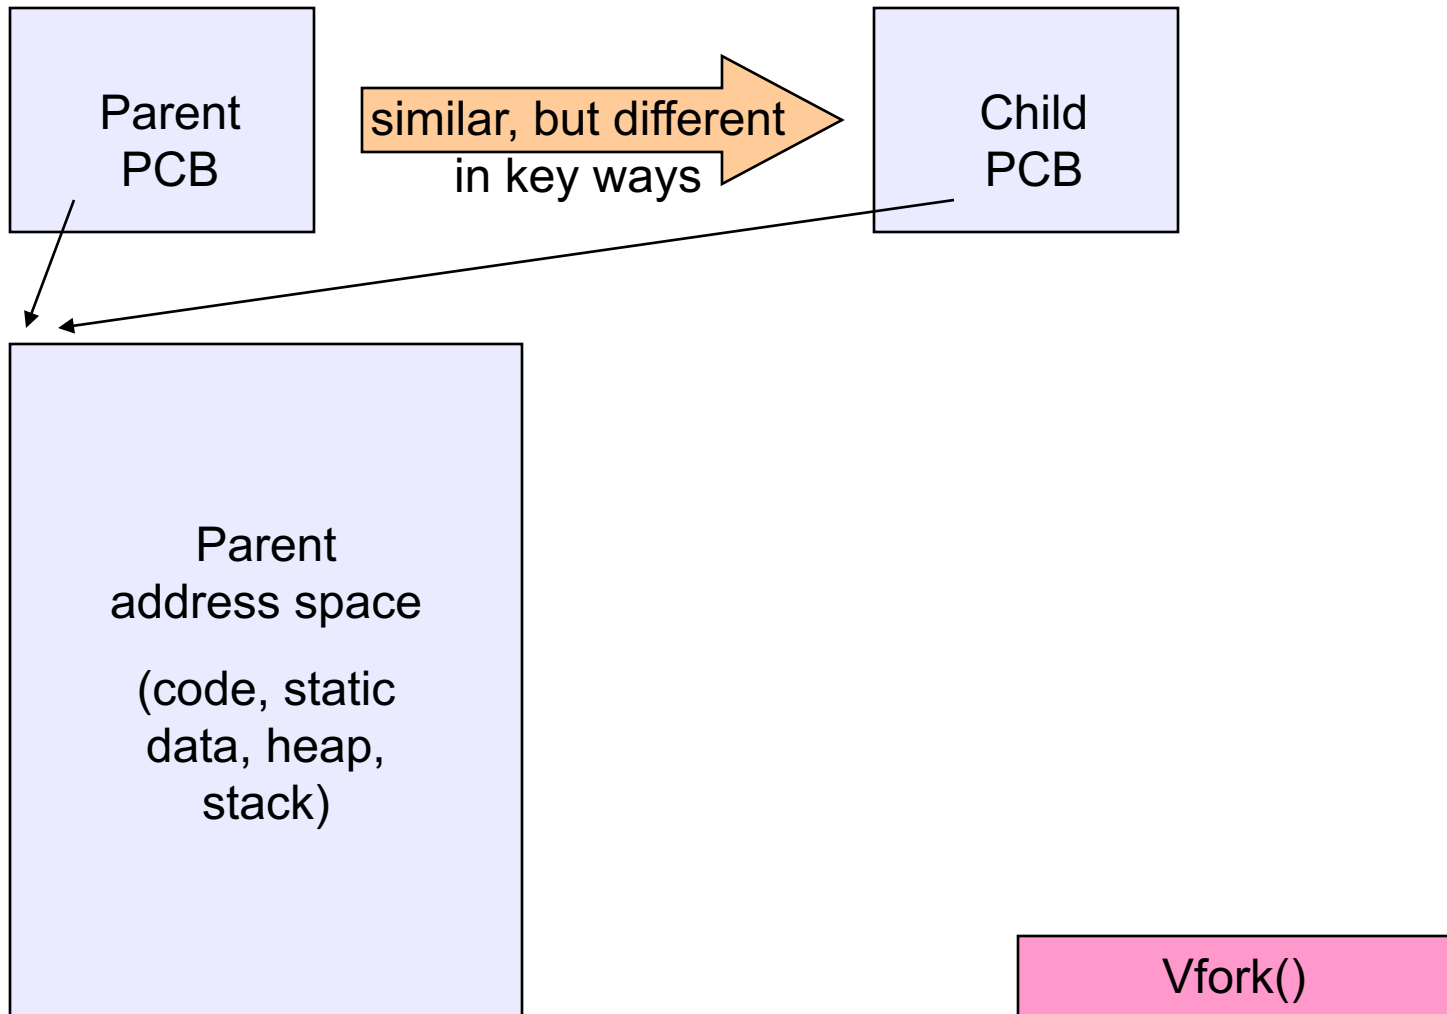 Parent
PCB
similar, but different
in key ways
Child
PCB
Parent
address space
(code, static
data, heap,
stack)
Vfork()